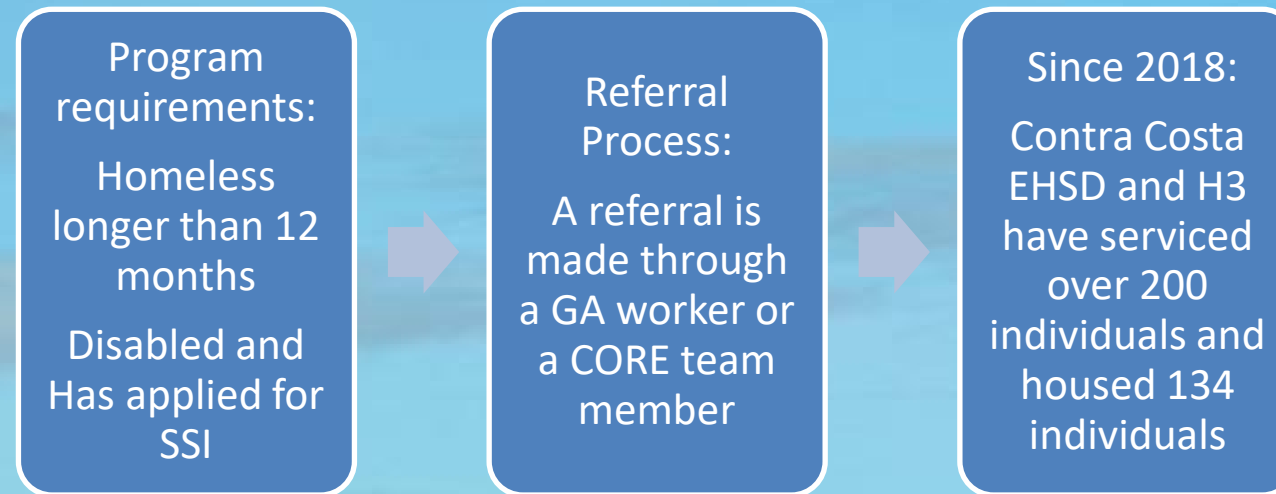 Program
requirements:
Homeless
longer than 12
months
Disabled and
Has applied for
SSI
Referral
Process:
A referral is
made through
a GA worker or
a CORE team
member
Since 2018:
Contra Costa
EHSD and H3
have serviced
over 200
individuals and
housed 134
individuals